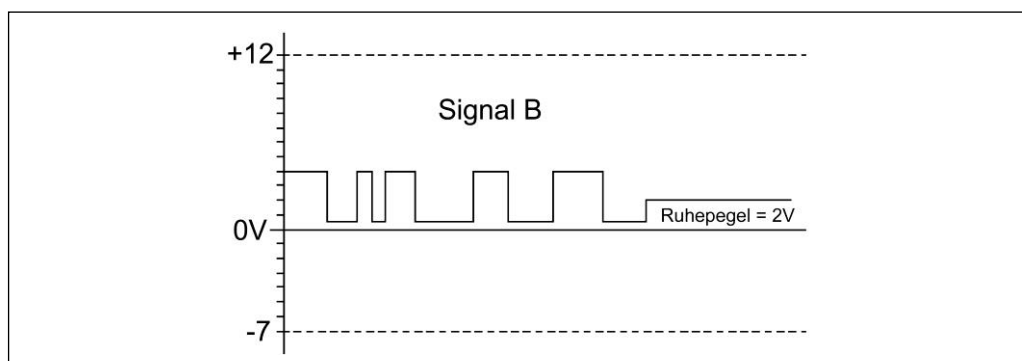 +12
Signal B
Ruhepegel = 2V
0V
-7